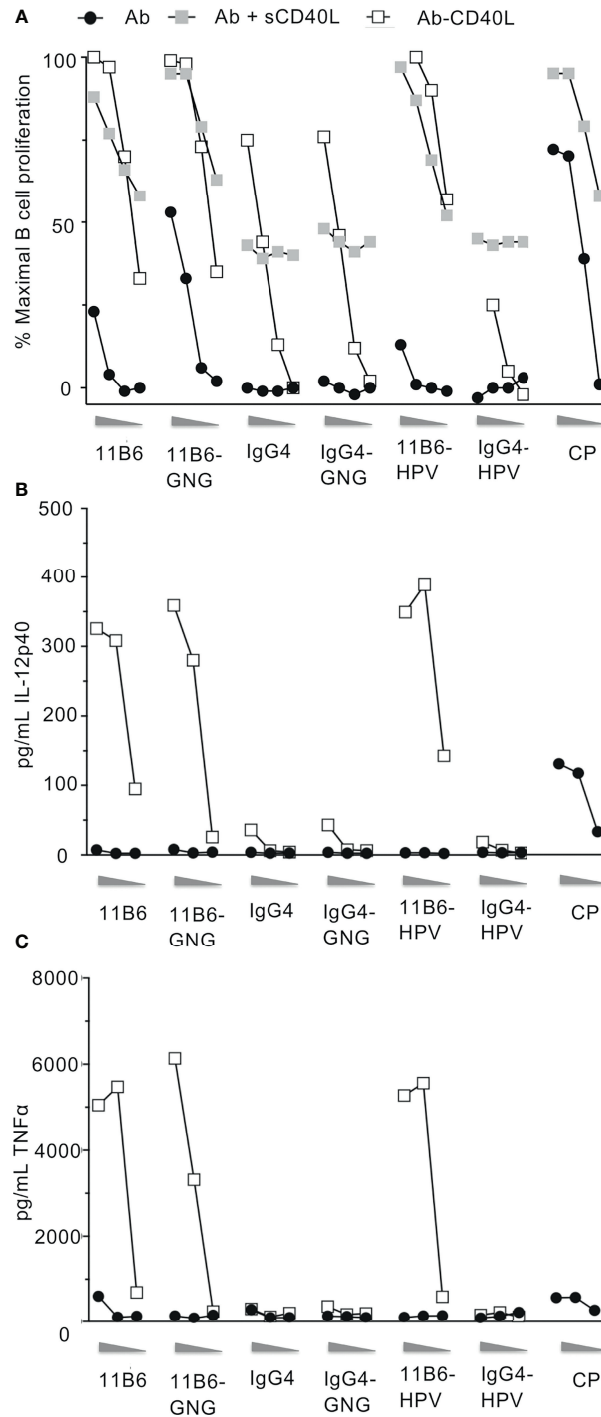 A
Ab
Ab + sCD40L
Ab-CD40L
% Maximal B cell proliferation
100
50
0
11B6
11B6-
GNG
IgG4
IgG4-
GNG
11B6-
HPV
IgG4-
HPV
CP
B
pg/mL IL-12p40
500
400
300
200
100
0
11B6
11B6-
GNG
IgG4
IgG4-
GNG
11B6-
HPV
IgG4-
HPV
CP
C
pg/mL TNFα
8000
6000
4000
2000
0
11B6
11B6-
GNG
IgG4
IgG4-
GNG
11B6-
HPV
IgG4-
HPV
CP